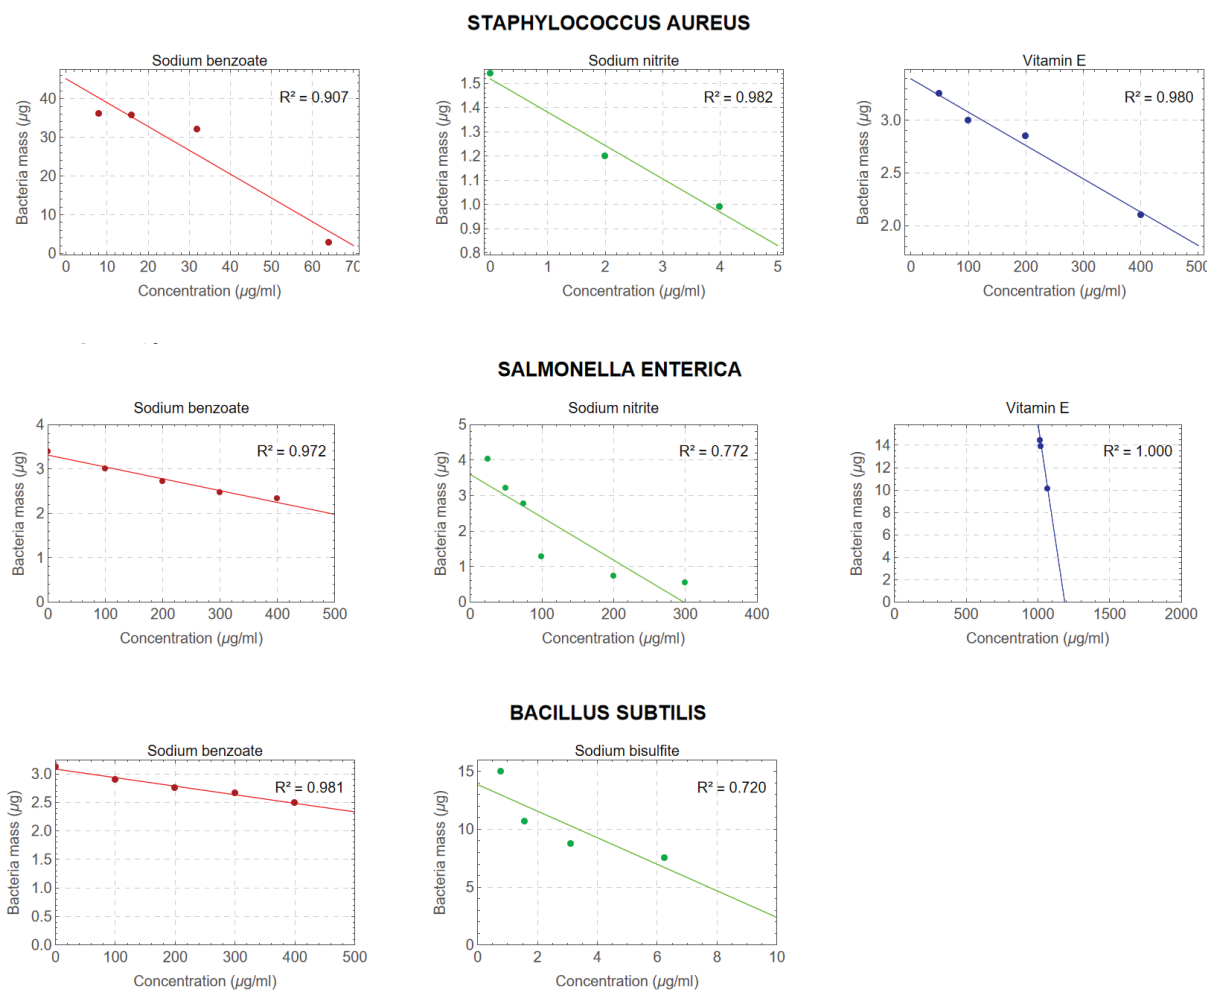 STAPHYLOCOCCUS AUREUS
Sodium benzoate
R² = 0.907
Bacteria mass (µg)
40
30
20
10
0
0 10 20 30 40 50 60 70
Concentration (µg/ml)
Sodium nitrite
R² = 0.982
Bacteria mass (µg)
1.5
1.4
1.3
1.2
1.1
1.0
0.9
0.8
0 1 2 3 4 5
Concentration (µg/ml)
Vitamin E
R² = 0.980
Bacteria mass (µg)
3.0
2.5
2.0
0 100 200 300 400 500
Concentration (µg/ml)
SALMONELLA ENTERICA
Sodium benzoate
R² = 0.972
Bacteria mass (µg)
4
3
2
1
0
0 100 200 300 400 500
Concentration (µg/ml)
Sodium nitrite
R² = 0.772
Bacteria mass (µg)
5
4
3
2
1
0
0 100 200 300 400
Concentration (µg/ml)
Vitamin E
R² = 1.000
Bacteria mass (µg)
14
12
10
8
6
4
2
0
0 500 1000 1500 2000
Concentration (µg/ml)
BACILLUS SUBTILIS
Sodium benzoate
R² = 0.981
Bacteria mass (µg)
3.0
2.5
2.0
1.5
1.0
0.5
0.0
0 100 200 300 400 500
Concentration (µg/ml)
Sodium bisulfite
R² = 0.720
Bacteria mass (µg)
15
10
5
0
0 2 4 6 8 10
Concentration (µg/ml)